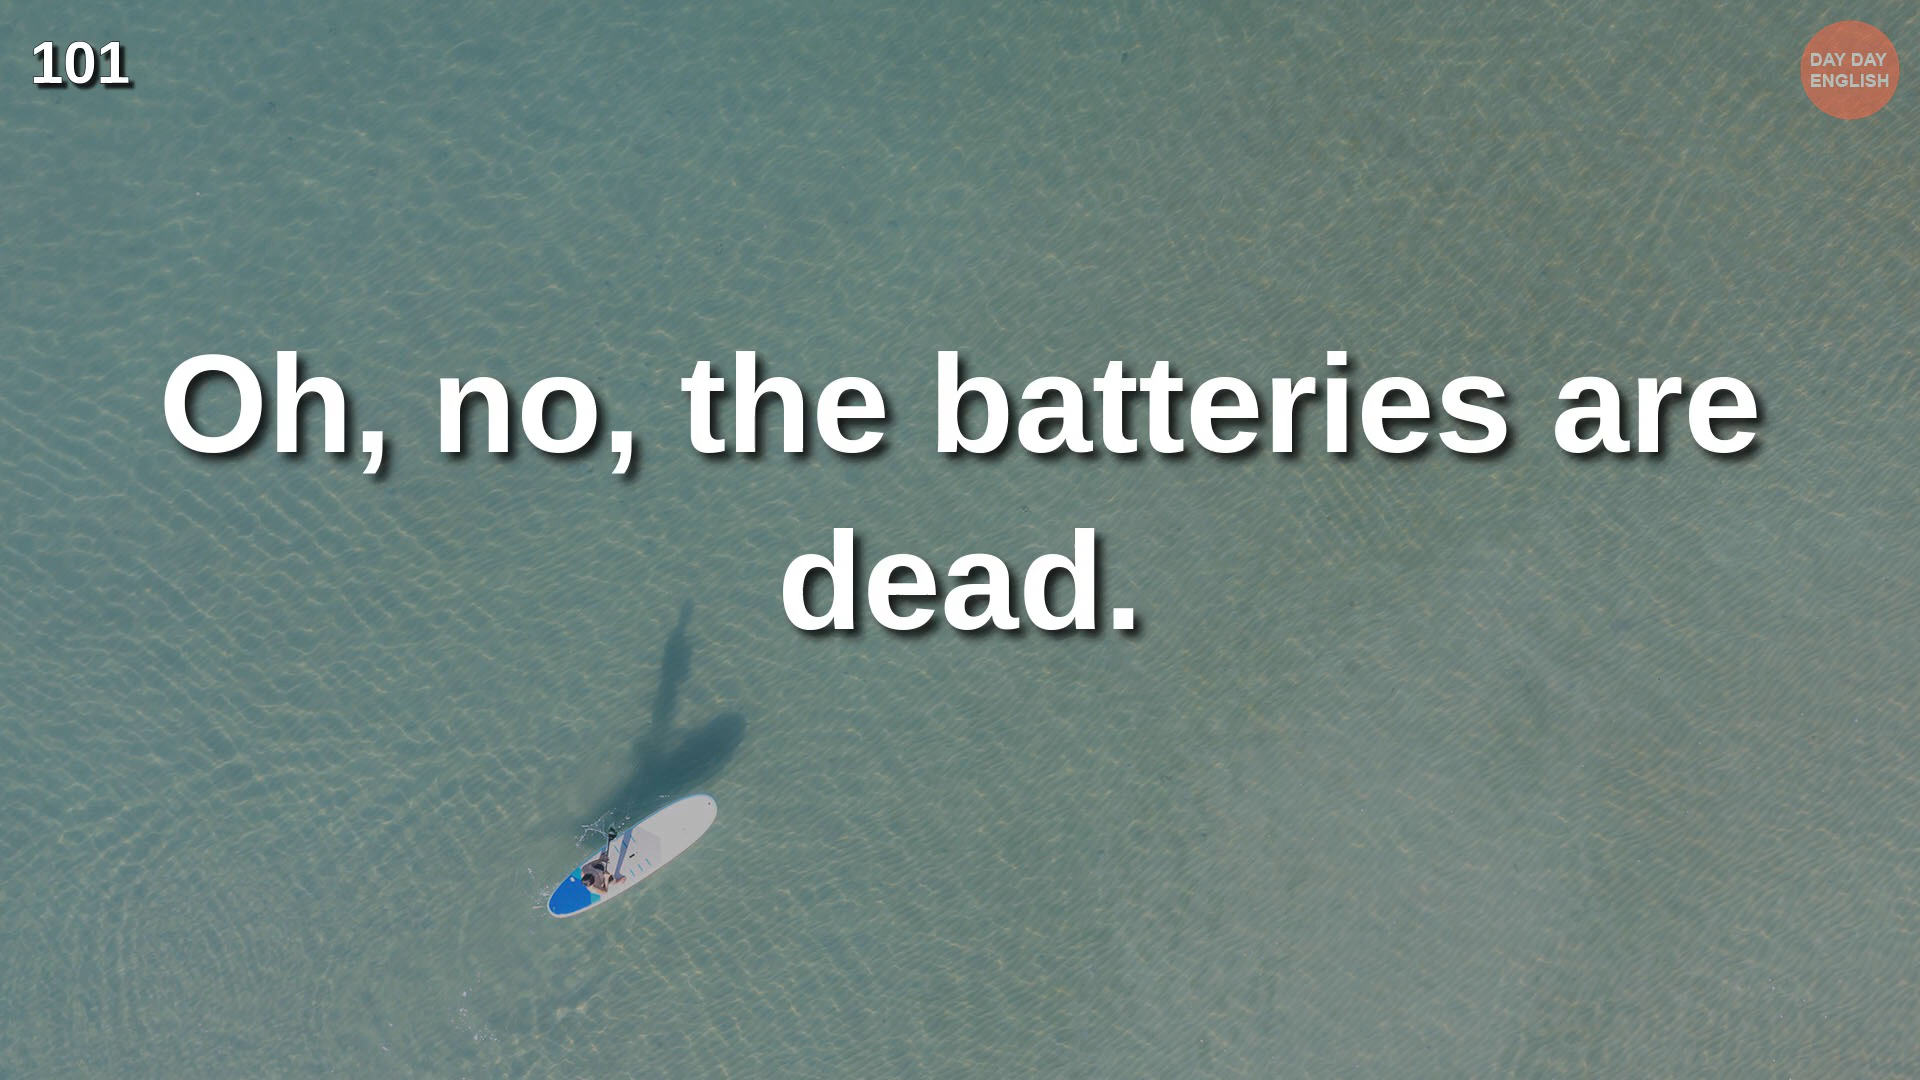 101
DAY DAY
ENGLISH
Oh, no, the batteries are
dead.